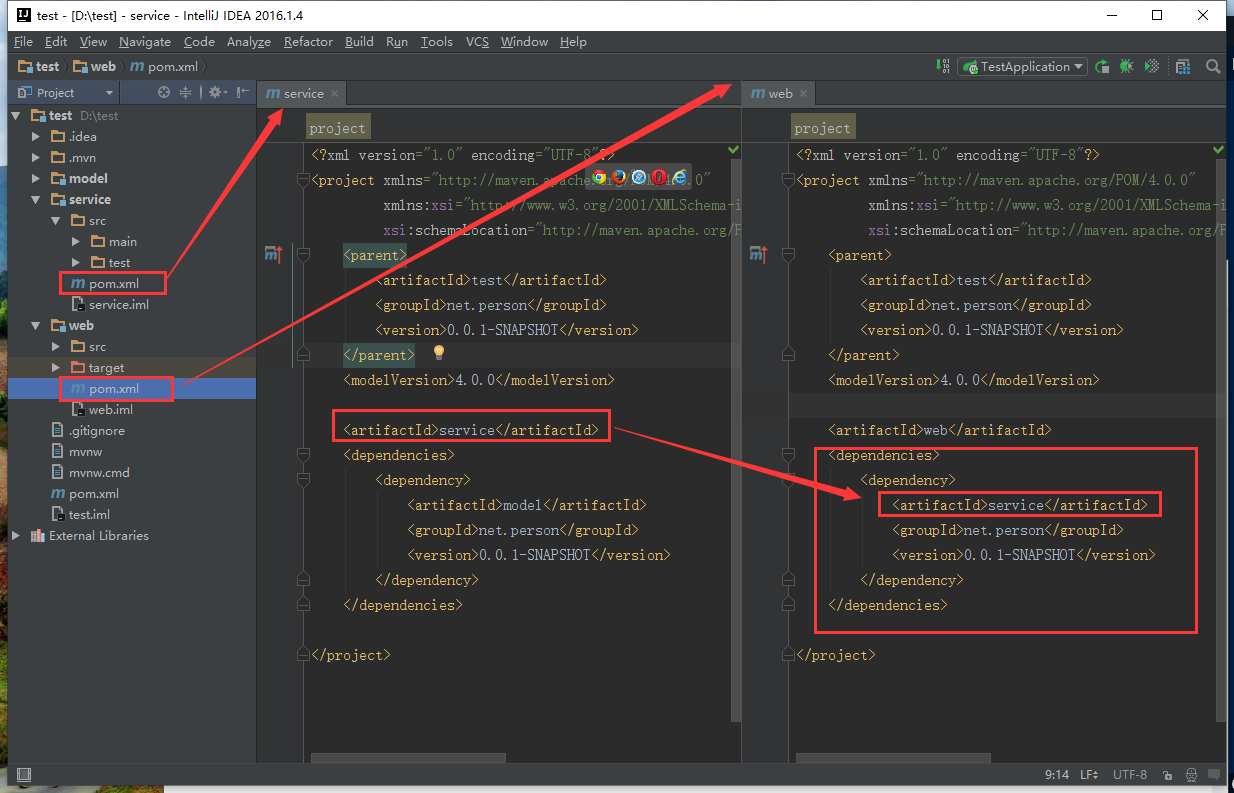 test - [D:\test] - service - IntelliJ IDEA 2016.1.4
File Edit View Navigate Code Analyze Refactor Build Run Tools VCS Window Help
test web m pom.xml
TestApplication
Project
m service
m web
test D:\test
.idea
.mvn
model
service
src
main
test
m pom.xml
service.iml
web
src
target
m pom.xml
web.iml
.gitignore
mvnw
mvnw.cmd
m pom.xml
test.iml
External Libraries
project
<?xml version="1.0" encoding="UTF-8"?>
<project xmlns="http://maven.apache.org/POM/4.0.0"
xmlns:xsi="http://www.w3.org/2001/XMLSchema-i
xsi:schemaLocation="http://maven.apache.org/P
<parent>
<artifactId>test</artifactId>
<groupId>net.person</groupId>
<version>0.0.1-SNAPSHOT</version>
</parent>
<modelVersion>4.0.0</modelVersion>
<artifactId>service</artifactId>
<dependencies>
<dependency>
<artifactId>model</artifactId>
<groupId>net.person</groupId>
<version>0.0.1-SNAPSHOT</version>
</dependency>
</dependencies>
</project>
project
<?xml version="1.0" encoding="UTF-8"?>
<project xmlns="http://maven.apache.org/POM/4.0.0"
xmlns:xsi="http://www.w3.org/2001/XMLSchema-i
xsi:schemaLocation="http://maven.apache.org/P
<parent>
<artifactId>test</artifactId>
<groupId>net.person</groupId>
<version>0.0.1-SNAPSHOT</version>
</parent>
<modelVersion>4.0.0</modelVersion>
<artifactId>web</artifactId>
<dependencies>
<dependency>
<artifactId>service</artifactId>
<groupId>net.person</groupId>
<version>0.0.1-SNAPSHOT</version>
</dependency>
</dependencies>
</project>
9:14 LF UTF-8